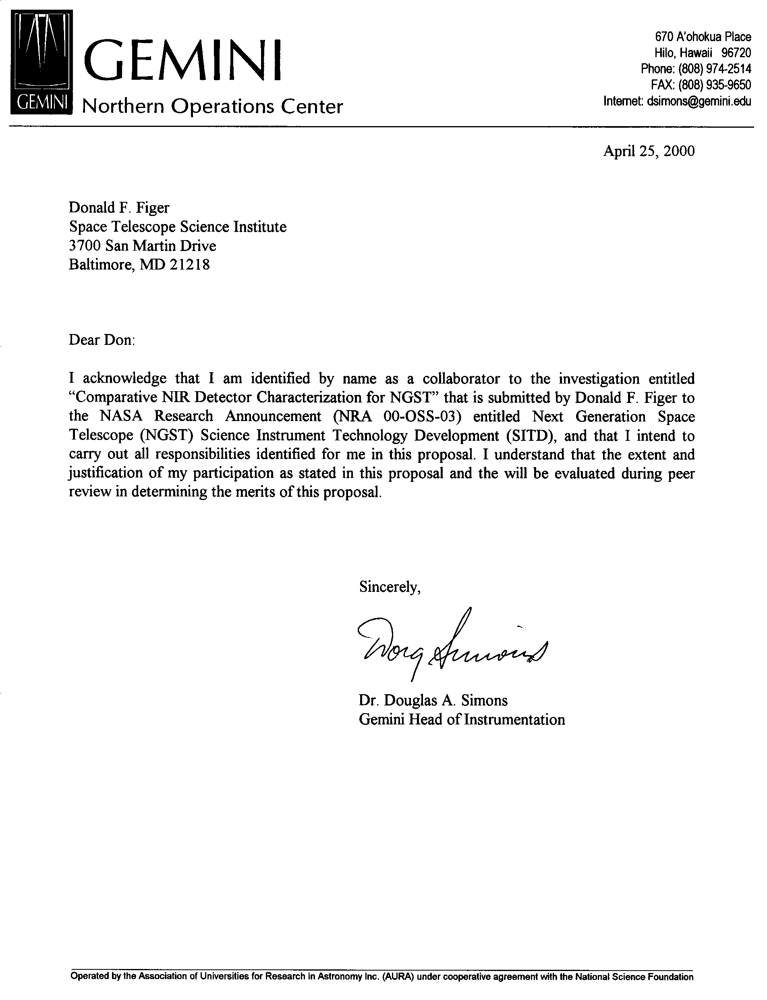 GEMINI
GEMINI
Northern Operations Center
670 A'ohokua Place
Hilo, Hawaii 96720
Phone: (808) 974-2514
FAX: (808) 935-9650
Internet: dsimons@gemini.edu
April 25, 2000
Donald F. Figer
Space Telescope Science Institute
3700 San Martin Drive
Baltimore, MD 21218
Dear Don:
I acknowledge that I am identified by name as a collaborator to the investigation entitled
“Comparative NIR Detector Characterization for NGST” that is submitted by Donald F. Figer to
the NASA Research Announcement (NRA 00-OSS-03) entitled Next Generation Space
Telescope (NGST) Science Instrument Technology Development (SITD), and that I intend to
carry out all responsibilities identified for me in this proposal. I understand that the extent and
justification of my participation as stated in this proposal and the will be evaluated during peer
review in determining the merits of this proposal.
Sincerely,
Doug Simons
Dr. Douglas A. Simons
Gemini Head of Instrumentation
Operated by the Association of Universities for Research in Astronomy Inc. (AURA) under cooperative agreement with the National Science Foundation